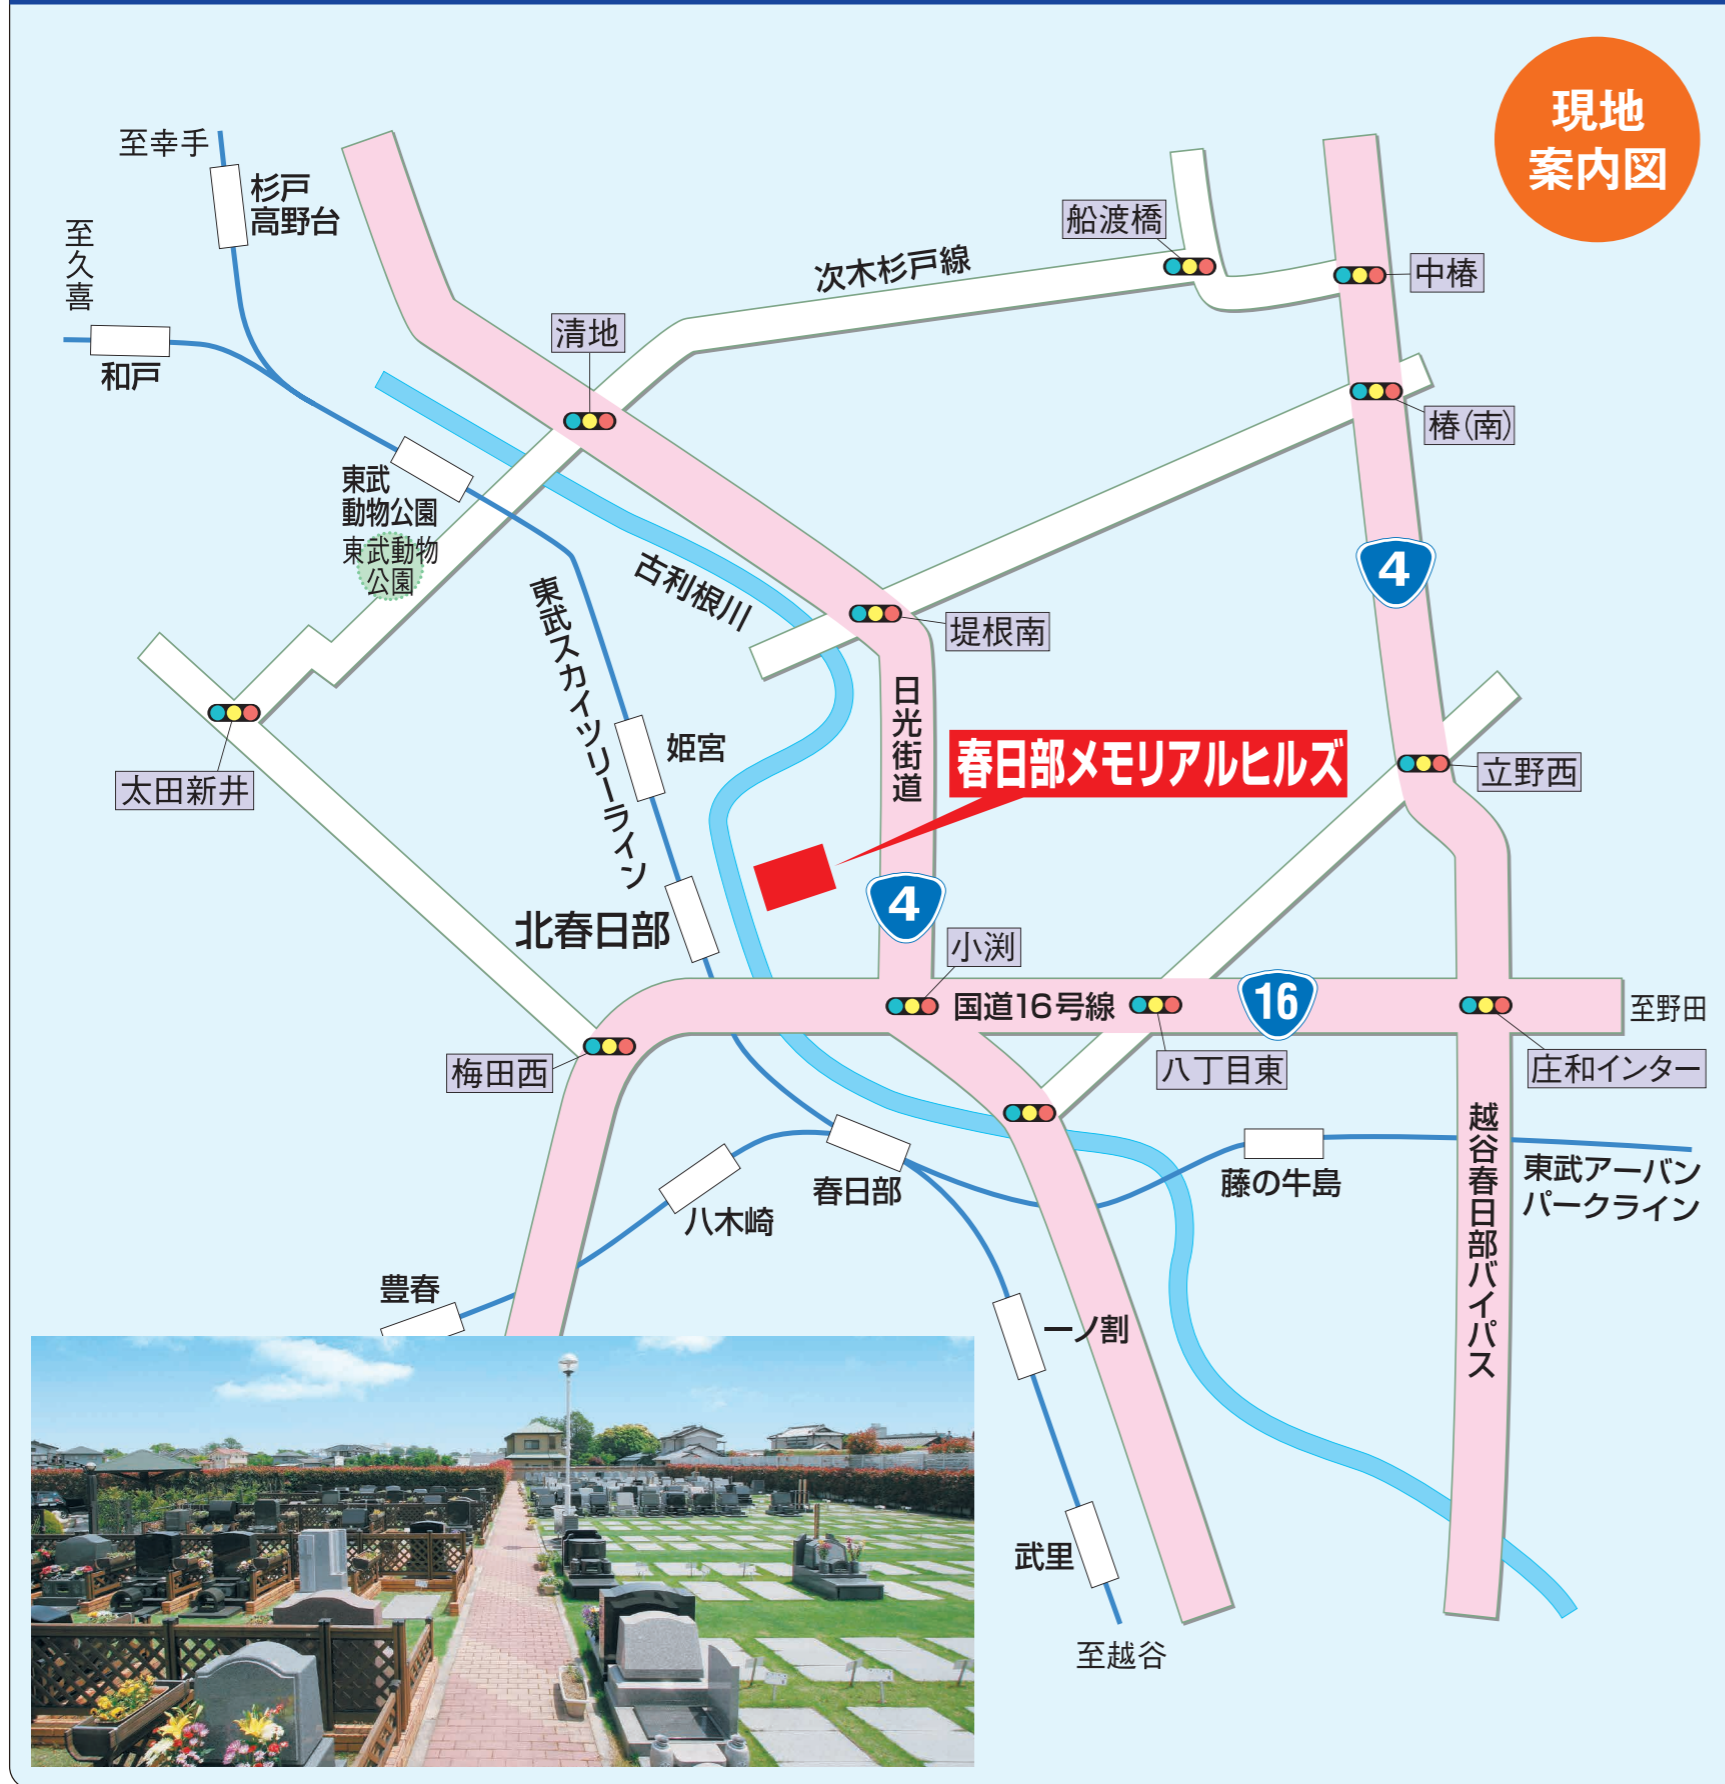 現地
案内図
至幸手
杉戸
高野台
至久喜
和戸
船渡橋
次木杉戸線
中椿
清地
椿(南)
東武
動物公園
東武動物
公園
古利根川
4
東武スカイツリーライン
堤根南
日光街道
姫宮
春日部メモリアルヒルズ
立野西
太田新井
北春日部
4
小渕
国道16号線
16
至野田
梅田西
八丁目東
庄和インター
越谷春日部バイパス
東武アーバン
パークライン
藤の牛島
春日部
八木崎
豊春
一ノ割
武里
至越谷